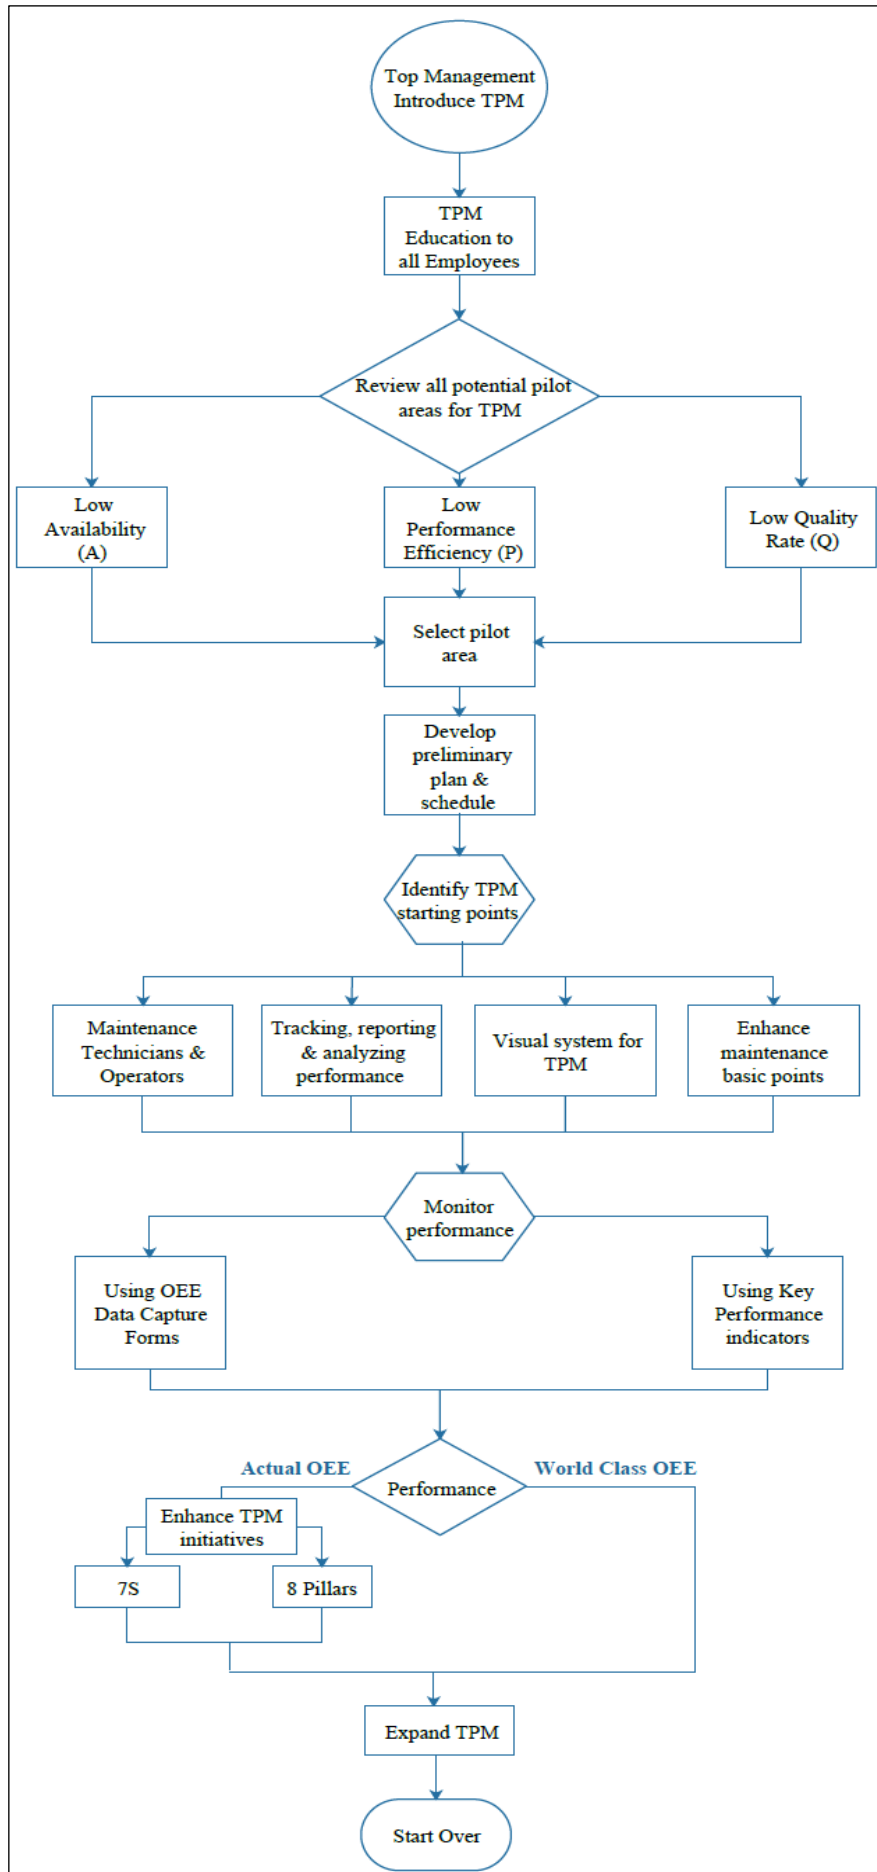 Top Management
Introduce TPM
TPM
Education to
all Employees
Review all potential pilot
areas for TPM
Low
Availability
(A)
Low
Performance
Efficiency (P)
Low Quality
Rate (Q)
Select pilot
area
Develop
preliminary
plan &
schedule
Identify TPM
starting points
Maintenance
Technicians &
Operators
Tracking, reporting
& analyzing
performance
Visual system for
TPM
Enhance
maintenance
basic points
Monitor
performance
Using OEE
Data Capture
Forms
Using Key
Performance
indicators
Actual OEE
World Class OEE
Performance
Enhance TPM
initiatives
7S
8 Pillars
Expand TPM
Start Over